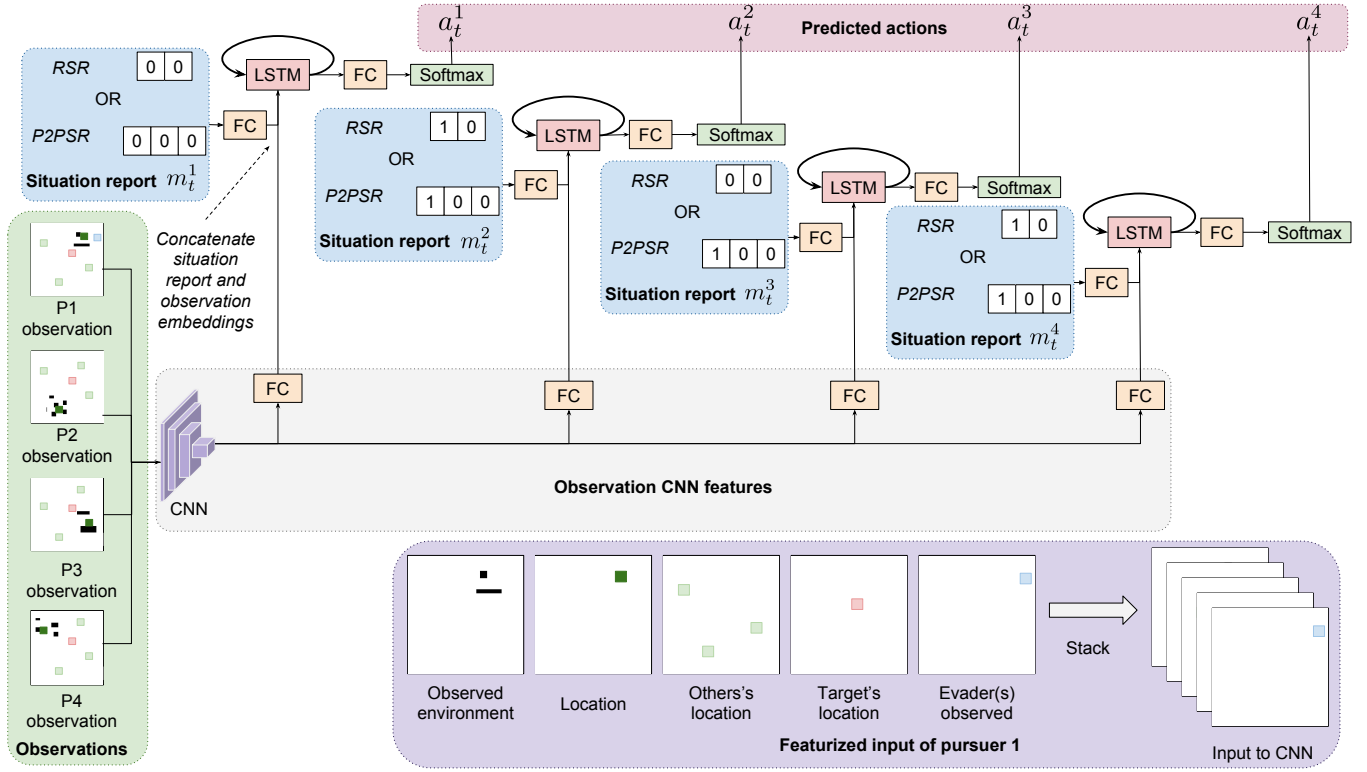 Predicted actions
a_t^1
a_t^2
a_t^3
a_t^4
RSR
0 0
OR
P2PSR
0 0 0
Situation report m_t^1
FC
LSTM
FC
Softmax
RSR
1 0
OR
P2PSR
1 0 0
Situation report m_t^2
FC
LSTM
FC
Softmax
RSR
0 0
OR
P2PSR
1 0 0
Situation report m_t^3
FC
LSTM
FC
Softmax
RSR
1 0
OR
P2PSR
1 0 0
Situation report m_t^4
FC
LSTM
FC
Softmax
Concatenate
situation
report and
observation
embeddings
P1
observation
P2
observation
P3
observation
P4
observation
Observations
FC
FC
FC
FC
CNN
Observation CNN features
Observed
environment
Location
Others's
location
Target's
location
Evader(s)
observed
Stack
Input to CNN
Featurized input of pursuer 1